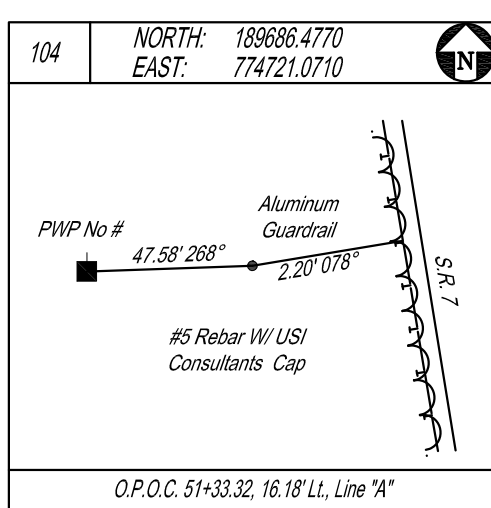 104
NORTH: 189686.4770
EAST: 774721.0710
N
Aluminum
Guardrail
PWP No #
47.58' 268°
2.20' 078°
S.R. 7
#5 Rebar W/ USI
Consultants Cap
O.P.O.C. 51+33.32, 16.18' Lt., Line "A"